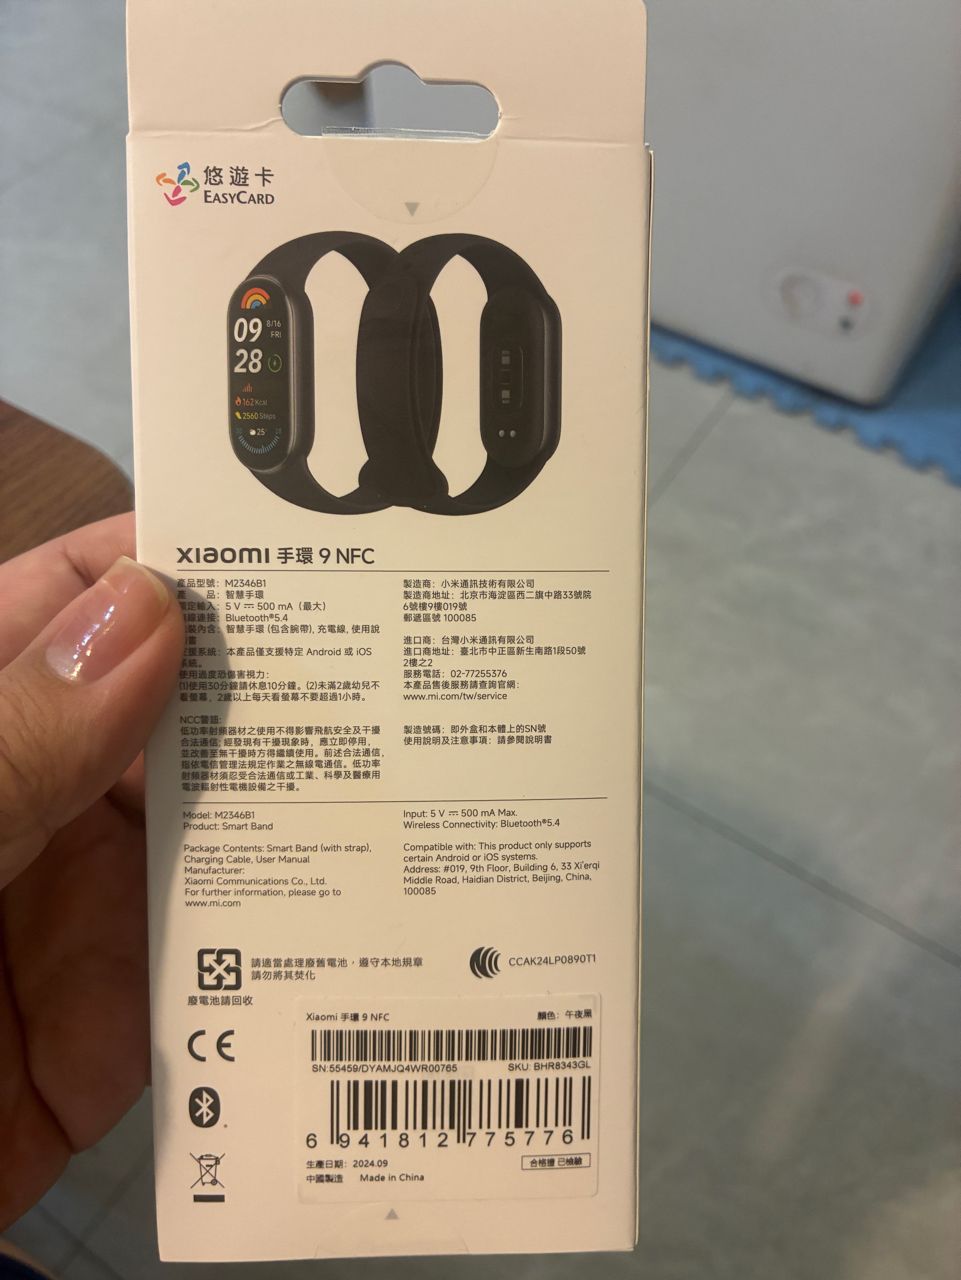 悠遊卡
EASYCARD
09
8/16
FRI
28
162 Kcal
2560 Steps
25°
xiaomi 手環 9 NFC
產品型號： M2346B1
產　　品： 智慧手環
定輸入： 5 V ⎓ 500 mA（最大）
連接： Bluetooth®5.4
內含： 智慧手環 (包含腕帶), 充電線, 使用說
書
系統： 本產品僅支援特定 Android 或 iOS
系統。
使用過度恐傷害視力：
(1)使用30分鐘請休息10分鐘。(2)未滿2歲幼兒不
看螢幕，2歲以上每天看螢幕不要超過1小時。
NCC警語:
低功率射頻器材之使用不得影響飛航安全及干擾
合法通信; 經發現有干擾現象時，應立即停用，
並改善至無干擾時方得繼續使用。前述合法通信，
指依電信管理法規定作業之無線電通信。低功率
射頻器材須忍受合法通信或工業、科學及醫療用
電波輻射性電機設備之干擾。
製造商：小米通訊技術有限公司
製造商地址：北京市海淀區西二旗中路33號院
6號樓9樓019號
郵遞區號 100085
進口商：台灣小米通訊有限公司
進口商地址：臺北市中正區新生南路1段50號
2樓之2
服務電話：02-77255376
本產品售後服務請查詢官網：
www.mi.com/tw/service
製造號碼：即外盒和本體上的SN號
使用說明及注意事項：請參閱說明書
Model: M2346B1
Product: Smart Band
Package Contents: Smart Band (with strap),
Charging Cable, User Manual
Manufacturer:
Xiaomi Communications Co., Ltd.
For further information, please go to
www.mi.com
Input: 5 V ⎓ 500 mA Max.
Wireless Connectivity: Bluetooth®5.4
Compatible with: This product only supports
certain Android or iOS systems.
Address: #019, 9th Floor, Building 6, 33 Xi'erqi
Middle Road, Haidian District, Beijing, China,
100085
請適當處理廢舊電池，遵守本地規章
請勿將其焚化
廢電池請回收
CCAK24LP0890T1
Xiaomi 手環 9 NFC
顏色：午夜黑
SN:55459/DYAMJQ4WR00765
SKU: BHR8343GL
6 941812 775776
生產日期： 2024.09
中國製造 Made in China
合格證 已檢驗
CE